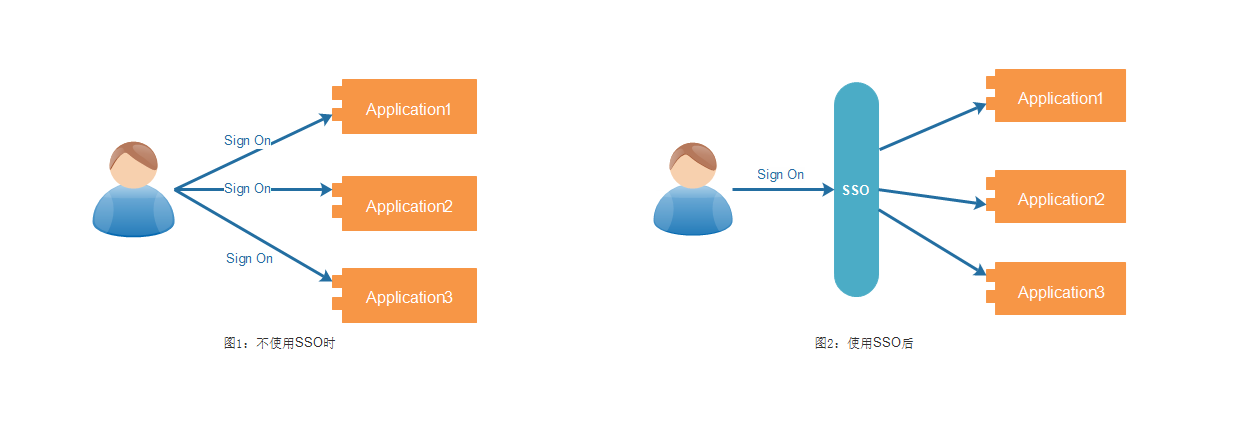 Sign On
Application1
Sign On
Application2
Sign On
Application3
图1：不使用SSO时
Sign On
SSO
Application1
Application2
Application3
图2：使用SSO后